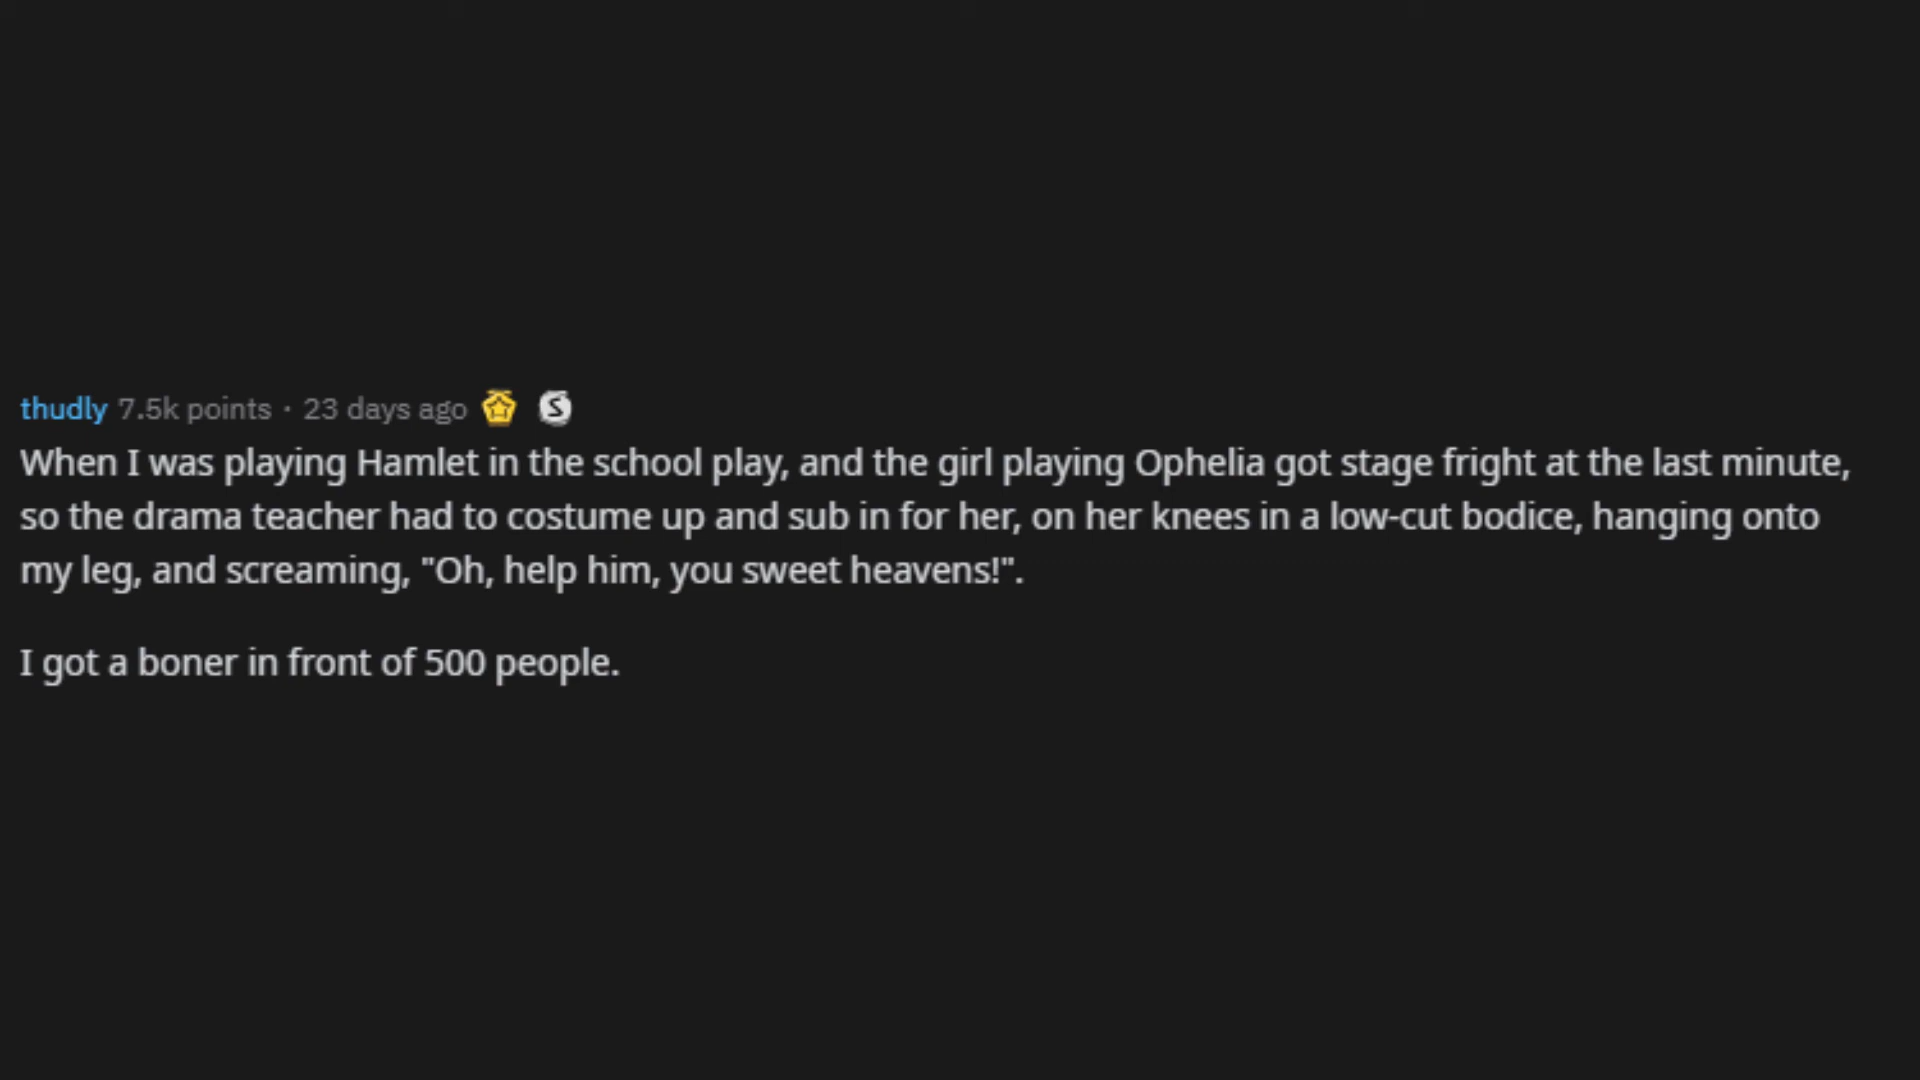 thudly 7.5k points · 23 days ago
When I was playing Hamlet in the school play, and the girl playing Ophelia got stage fright at the last minute,
so the drama teacher had to costume up and sub in for her, on her knees in a low-cut bodice, hanging onto
my leg, and screaming, "Oh, help him, you sweet heavens!".
I got a boner in front of 500 people.